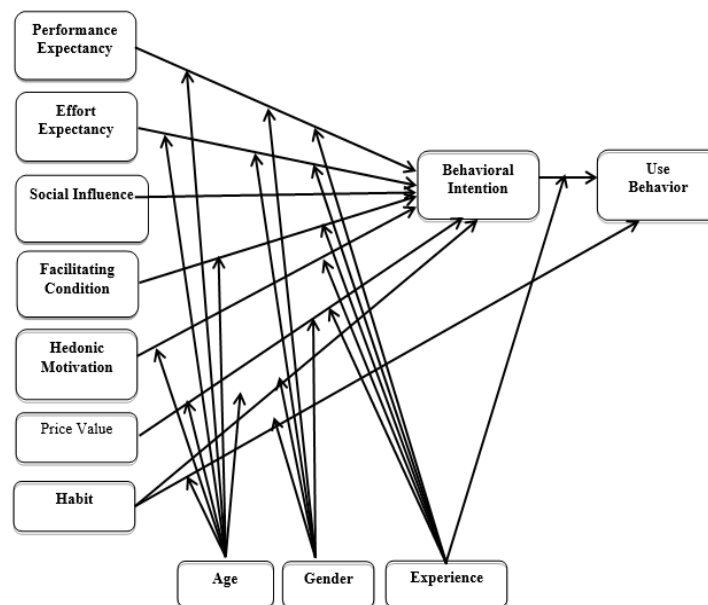 Performance
Expectancy
Effort
Expectancy
Social Influence
Facilitating
Condition
Hedonic
Motivation
Price Value
Habit
Behavioral
Intention
Use
Behavior
Age
Gender
Experience